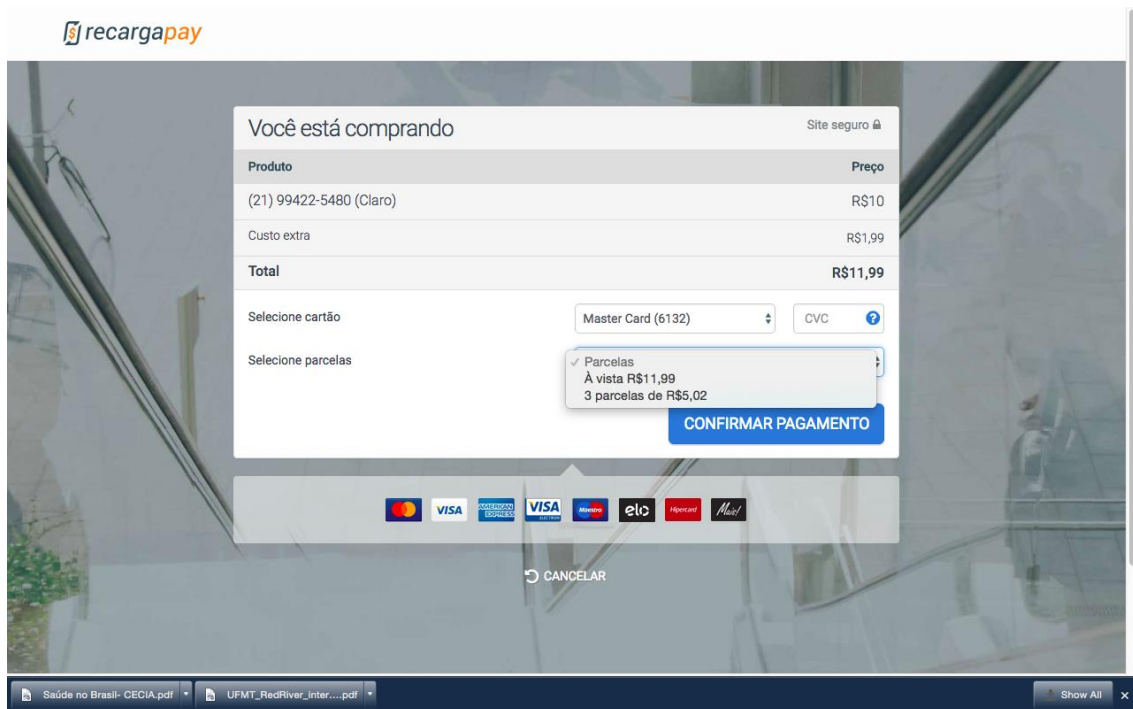 recargapay
Você está comprando
Site seguro
Produto Preço
(21) 99422-5480 (Claro) R$10
Custo extra R$1,99
Total R$11,99
Selecione cartão Master Card (6132) CVC ?
Selecione parcelas
✓ Parcelas
À vista R$11,99
3 parcelas de R$5,02
CONFIRMAR PAGAMENTO
VISA AMERICAN EXPRESS VISA ELECTRON Maestro elo Hipercard Mais!
CANCELAR
Saúde no Brasil- CECIA.pdf UFMT_RedRiver_inter....pdf Show All